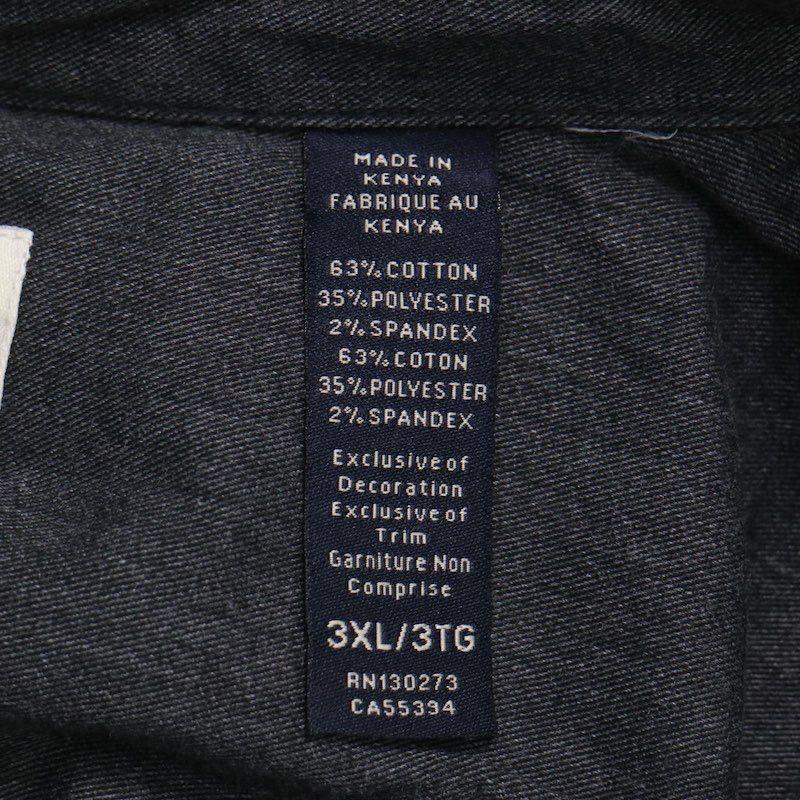 MADE IN
KENYA
FABRIQUE AU
KENYA
63% COTTON
35% POLYESTER
2% SPANDEX
63% COTON
35% POLYESTER
2% SPANDEX
Exclusive of
Decoration
Exclusive of
Trim
Garniture Non
Comprise
3XL/3TG
RN130273
CA55394